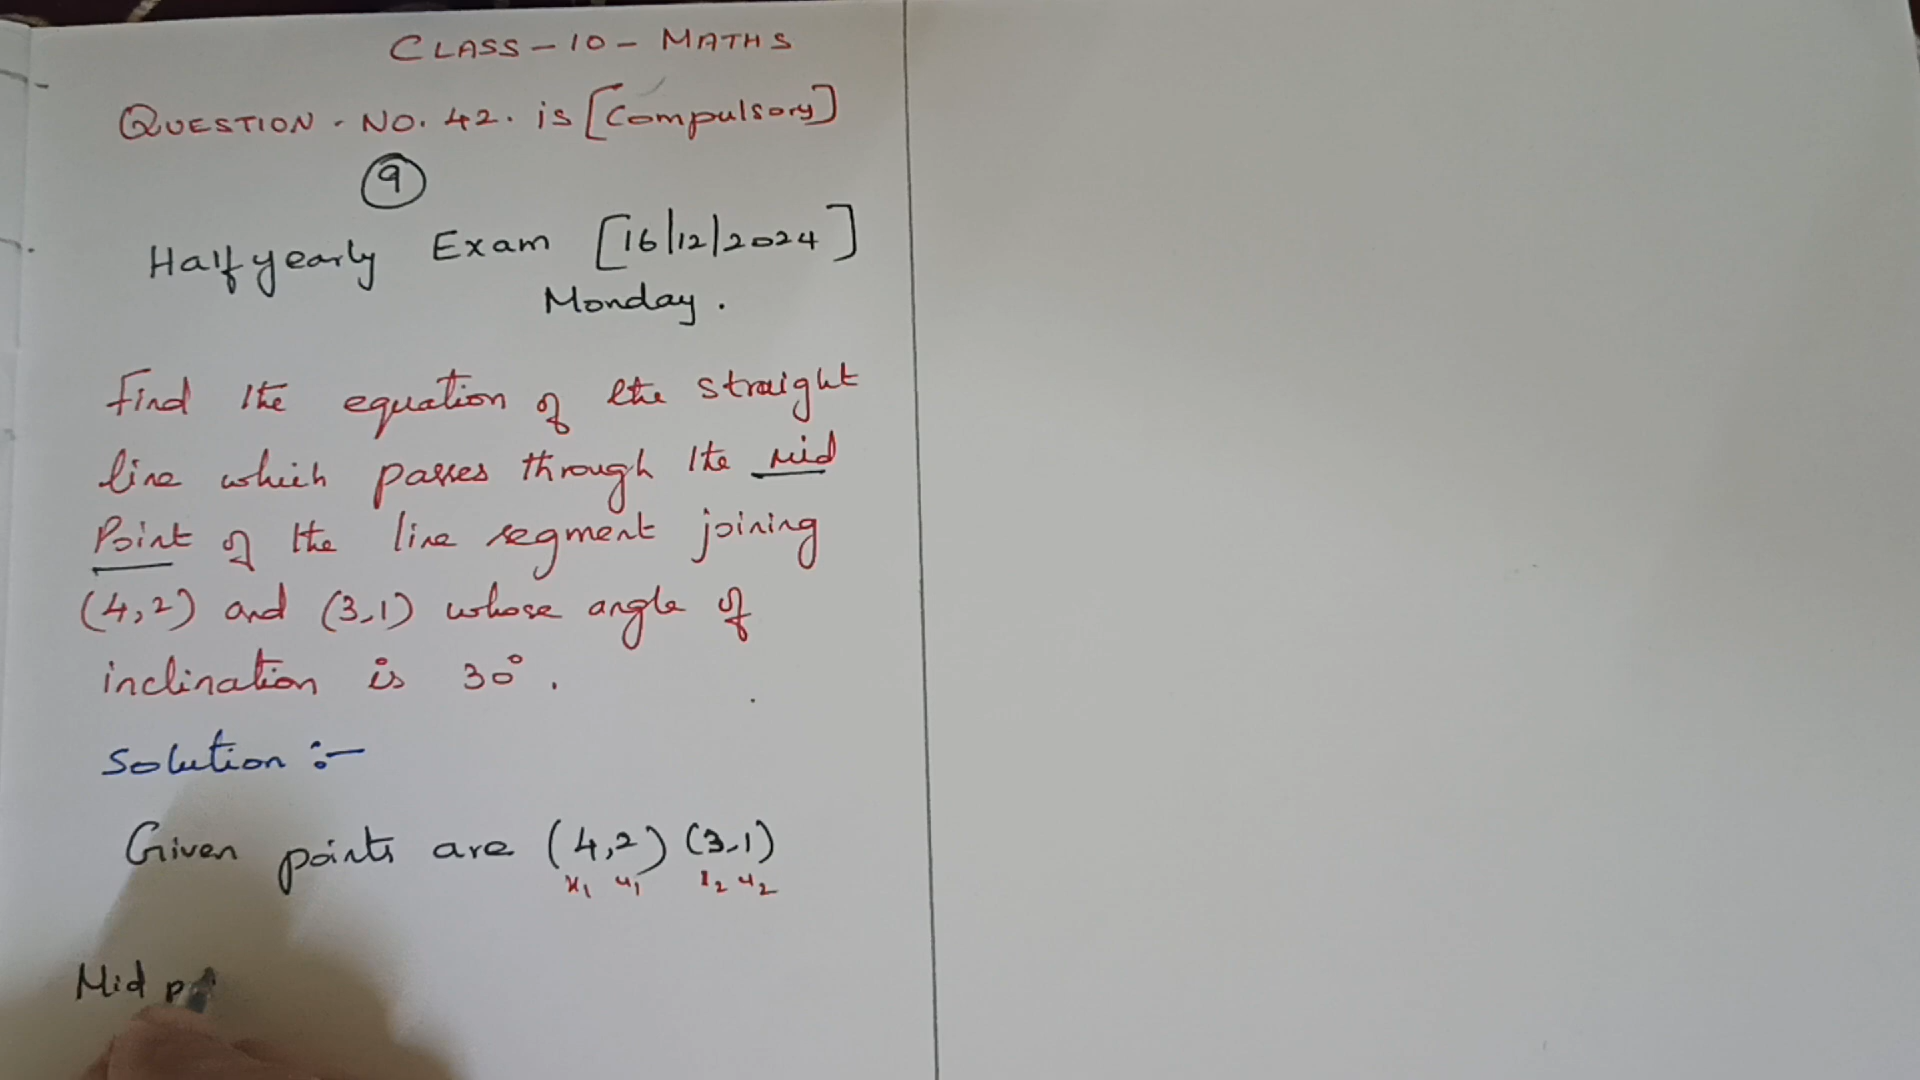 CLASS - 10 - MATHS
QUESTION - NO. 42. is [Compulsory]
9
Halfyearly Exam [16/12/2024]
Monday.
Find the equation of the straight
line which passes through the mid
Point of the line segment joining
(4,2) and (3,1) whose angle of
inclination is 30°.
Solution :-
Given points are (4,2) (3,1)
x₁ y₁ x₂ y₂
Mid p